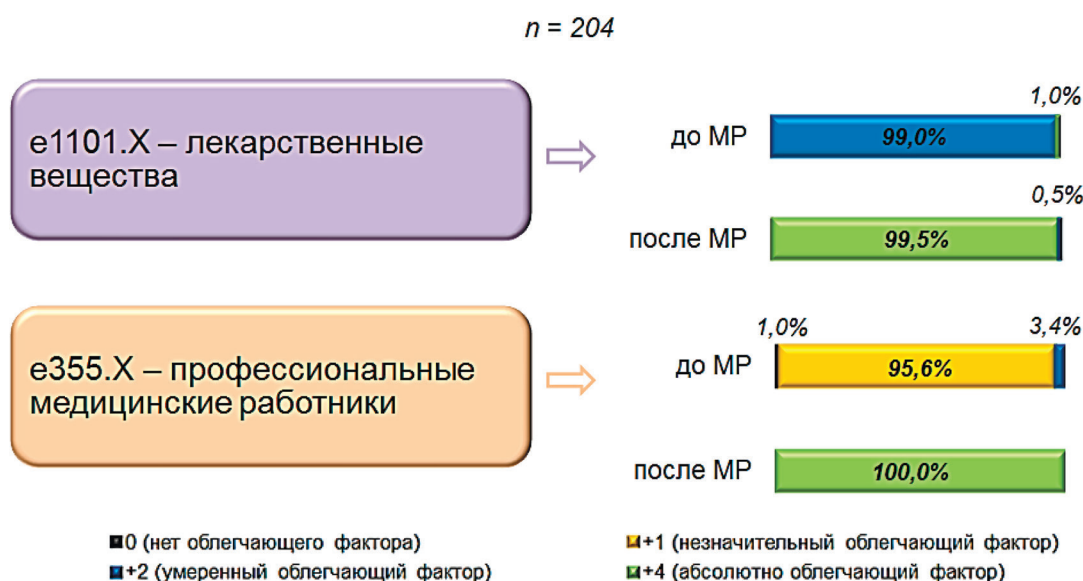 n = 204
e1101.X – лекарственные
вещества
до МР
99,0%
1,0%
после МР
99,5%
0,5%
e355.X – профессиональные
медицинские работники
до МР
1,0%
95,6%
3,4%
после МР
100,0%
0 (нет облегчающего фактора)
+1 (незначительный облегчающий фактор)
+2 (умеренный облегчающий фактор)
+4 (абсолютно облегчающий фактор)